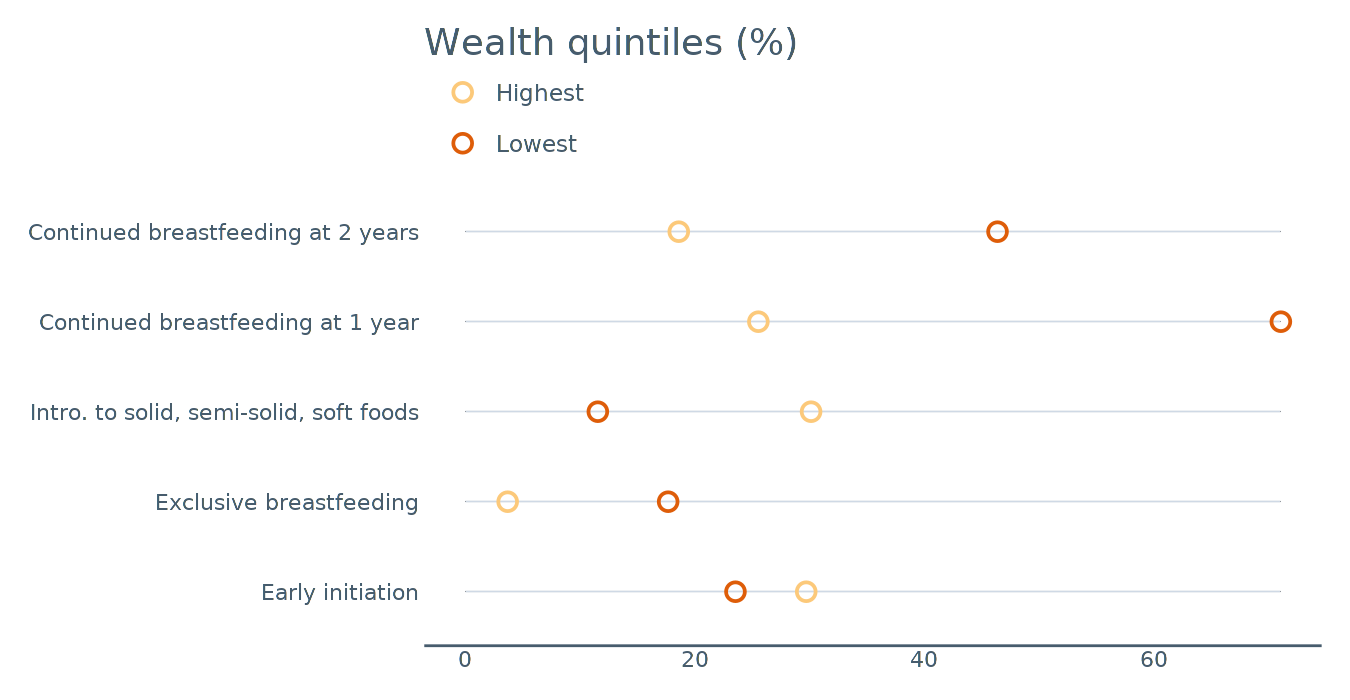 Wealth quintiles (%)
Highest
Lowest
Continued breastfeeding at 2 years
Continued breastfeeding at 1 year
Intro. to solid, semi-solid, soft foods
Exclusive breastfeeding
Early initiation
0 20 40 60